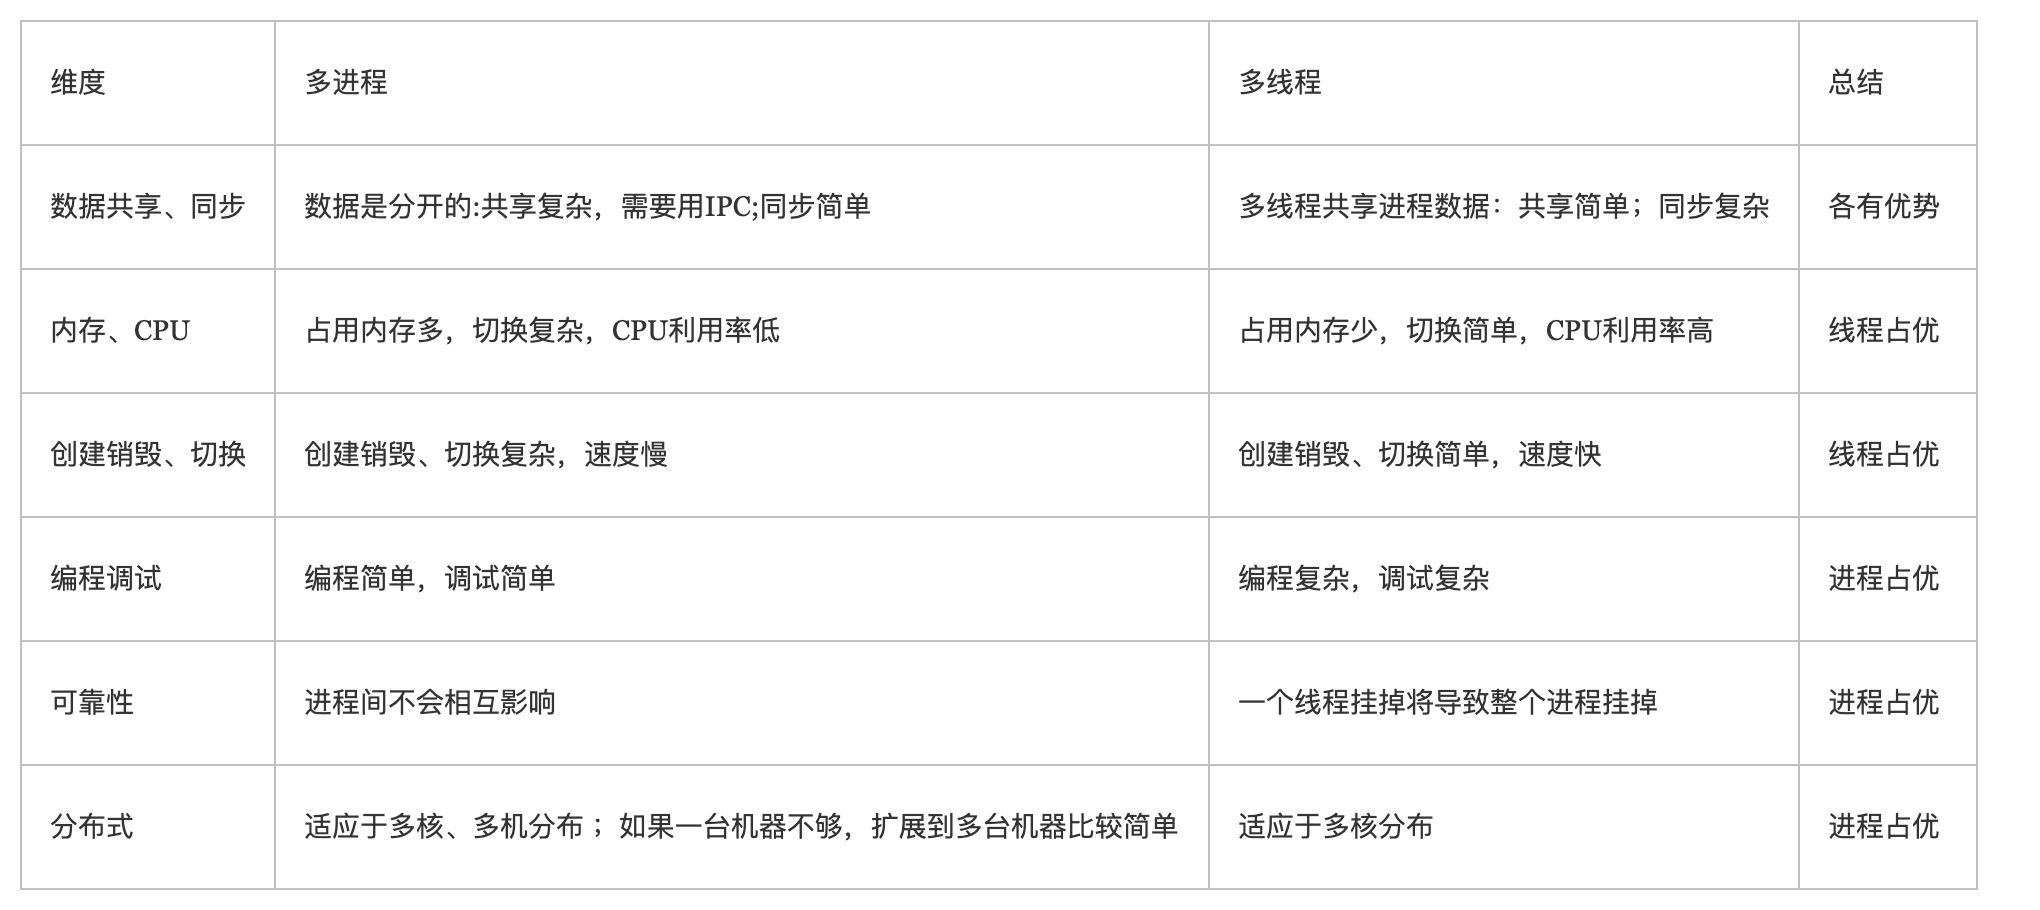 维度 多进程 多线程 总结
数据共享、同步 数据是分开的:共享复杂，需要用IPC;同步简单 多线程共享进程数据：共享简单；同步复杂 各有优势
内存、CPU 占用内存多，切换复杂，CPU利用率低 占用内存少，切换简单，CPU利用率高 线程占优
创建销毁、切换 创建销毁、切换复杂，速度慢 创建销毁、切换简单，速度快 线程占优
编程调试 编程简单，调试简单 编程复杂，调试复杂 进程占优
可靠性 进程间不会相互影响 一个线程挂掉将导致整个进程挂掉 进程占优
分布式 适应于多核、多机分布 ；如果一台机器不够，扩展到多台机器比较简单 适应于多核分布 进程占优